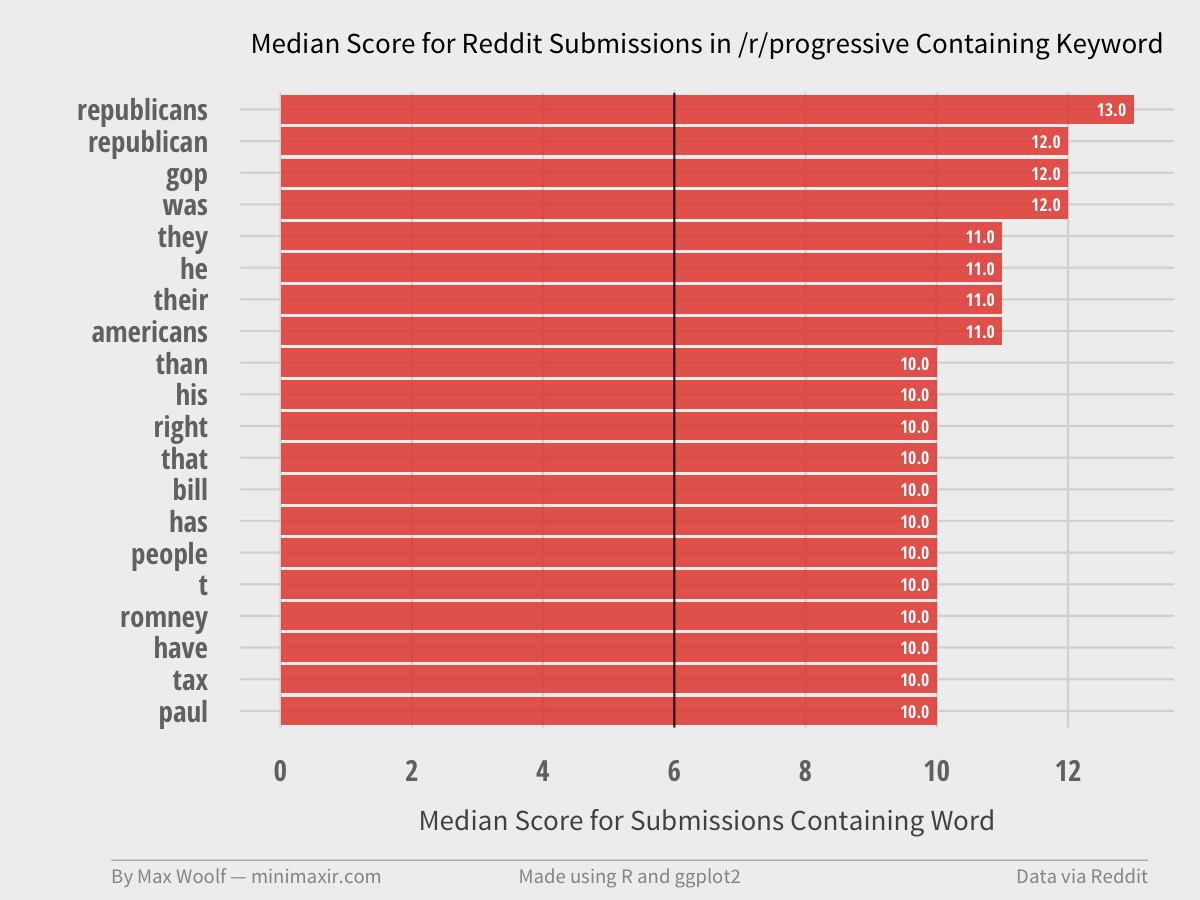 Median Score for Reddit Submissions in /r/progressive Containing Keyword
republicans 13.0
republican 12.0
gop 12.0
was 12.0
they 11.0
he 11.0
their 11.0
americans 11.0
than 10.0
his 10.0
right 10.0
that 10.0
bill 10.0
has 10.0
people 10.0
t 10.0
romney 10.0
have 10.0
tax 10.0
paul 10.0
0 2 4 6 8 10 12
Median Score for Submissions Containing Word
By Max Woolf — minimaxir.com Made using R and ggplot2 Data via Reddit